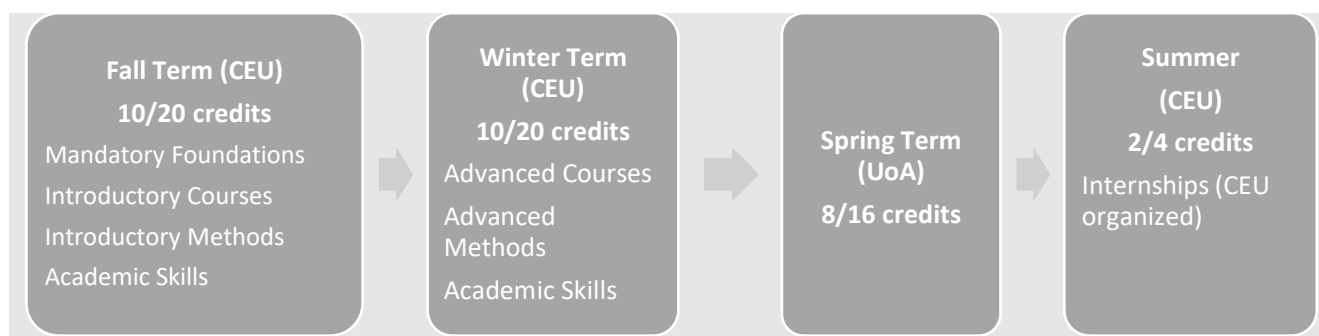 Fall Term (CEU)
10/20 credits
Mandatory Foundations
Introductory Courses
Introductory Methods
Academic Skills
Winter Term
(CEU)
10/20 credits
Advanced Courses
Advanced
Methods
Academic Skills
Spring Term
(UoA)
8/16 credits
Summer
(CEU)
2/4 credits
Internships (CEU
organized)